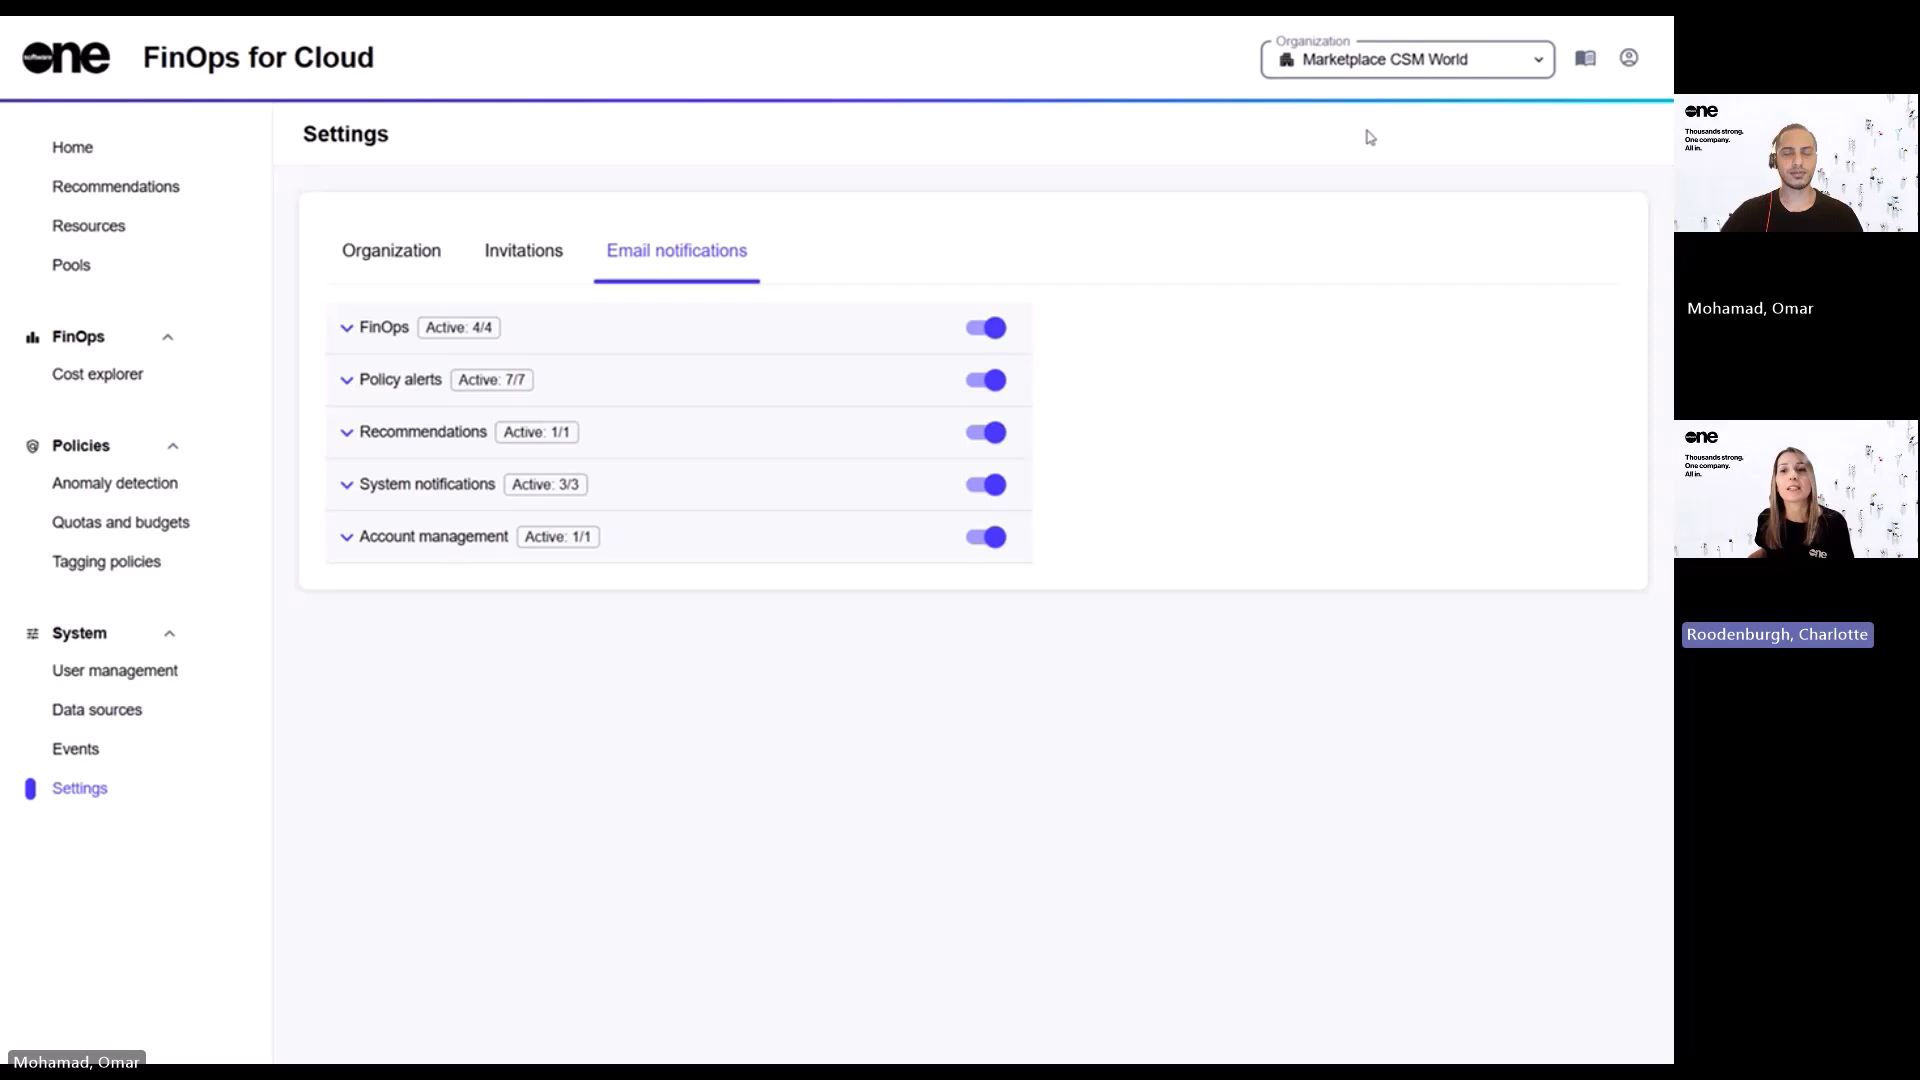 one
FinOps for Cloud
Organization
Marketplace CSM World
Settings
Home
Recommendations
Resources
Pools
FinOps
Cost explorer
Policies
Anomaly detection
Quotas and budgets
Tagging policies
System
User management
Data sources
Events
Settings
Organization
Invitations
Email notifications
FinOps Active: 4/4
Policy alerts Active: 7/7
Recommendations Active: 1/1
System notifications Active: 3/3
Account management Active: 1/1
one
Thousands strong.
One company.
All in.
Mohamad, Omar
one
Thousands strong.
One company.
All in.
one
Roodenburgh, Charlotte
Mohamad, Omar